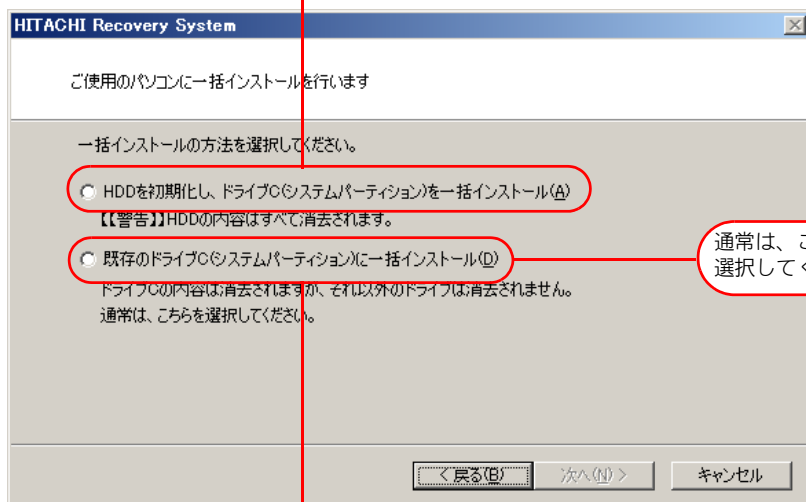 HITACHI Recovery System
ご使用のパソコンに一括インストールを行います
一括インストールの方法を選択してください。
HDDを初期化し、ドライブC(システムパーティション)を一括インストール(A)
【【警告】】HDDの内容はすべて消去されます。
既存のドライブC(システムパーティション)に一括インストール(D)
ドライブCの内容は消去されますが、それ以外のドライブは消去されません。
通常は、こちらを選択してください。
通常は、こ
選択してく
< 戻る(B)
次へ(N) >
キャンセル